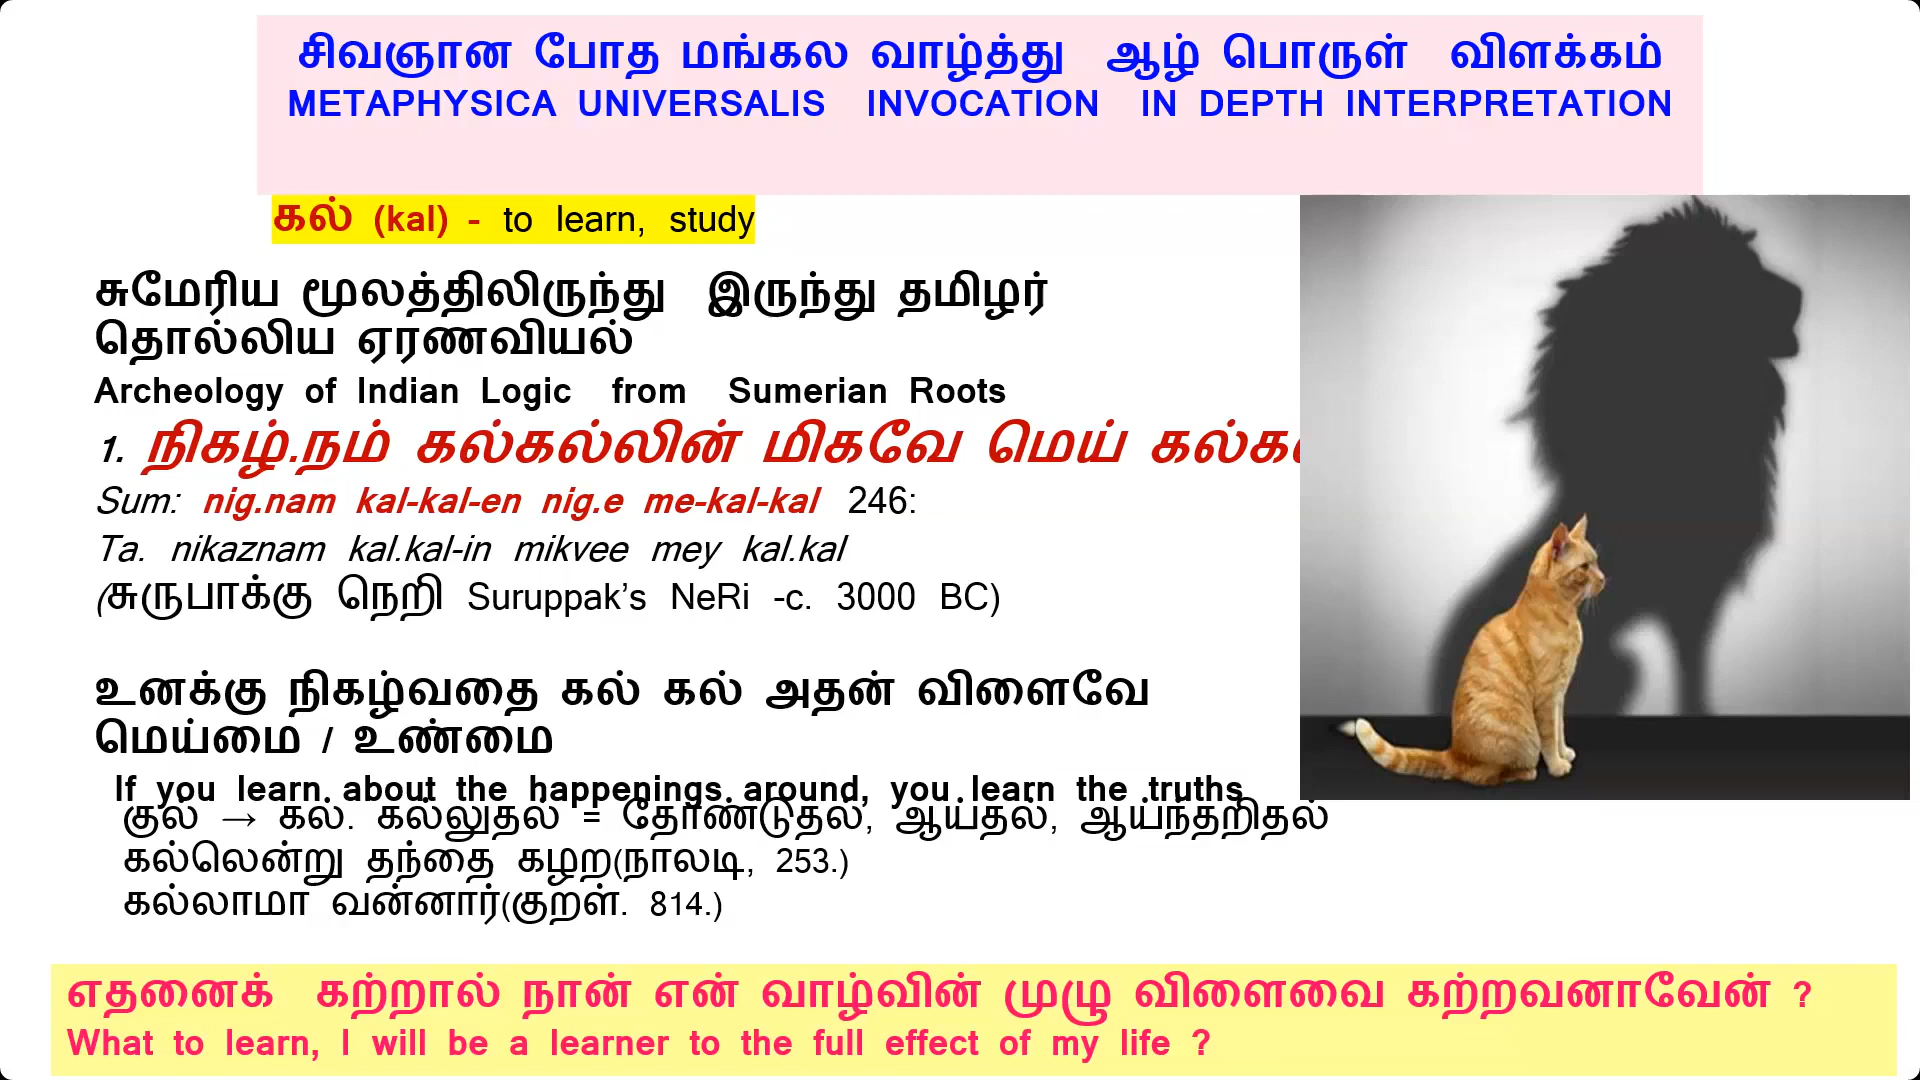 சிவஞான போத மங்கல வாழ்த்து ஆழ் பொருள் விளக்கம்
METAPHYSICA UNIVERSALIS INVOCATION IN DEPTH INTERPRETATION
கல் (kal) - to learn, study
சுமேரிய மூலத்திலிருந்து இருந்து தமிழர்
தொல்லிய ஏரணவியல்
Archeology of Indian Logic from Sumerian Roots
1. நிகழ்.நம் கல்கல்லின் மிகவே மெய்
Sum: nig.nam kal-kal-en nig.e me-kal-kal 246:
Ta. nikaznam kal.kal-in mikvee mey kal.kal
(சுருபாக்கு நெறி Suruppak’s NeRi -c. 3000 BC)
உனக்கு நிகழ்வதை கல் கல் அதன் விளைவே
மெய்மை / உண்மை
If you learn about the happenings around, you learn the truths
குல் → கல். கல்லுதல் = தோண்டுதல், ஆய்தல், ஆய்ந்தறிதல்
கல்லென்று தந்தை கழற(நாலடி, 253.)
கல்லாமா வன்னார்(குறள். 814.)
எதனைக் கற்றால் நான் என் வாழ்வின் முழு விளைவை கற்றவனாவேன் ?
What to learn, I will be a learner to the full effect of my life ?